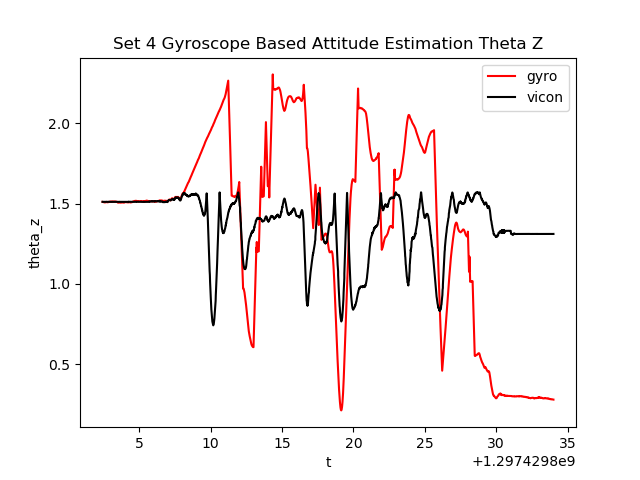 Set 4 Gyroscope Based Attitude Estimation Theta Z
gyro
vicon
theta_z
2.0
1.5
1.0
0.5
5 10 15 20 25 30 35
t
+1.2974298e9